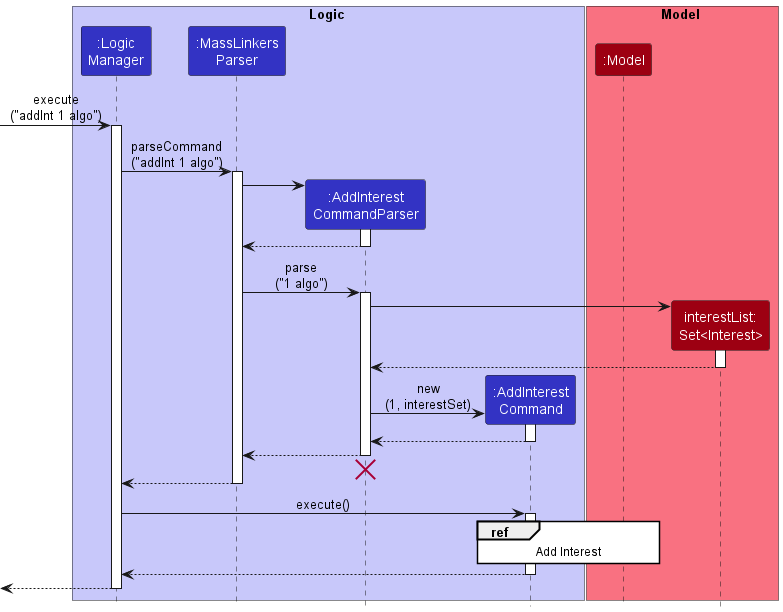 Logic
Model
:Logic
Manager
:MassLinkers
Parser
:Model
execute
("addInt 1 algo")
parseCommand
("addInt 1 algo")
:AddInterest
CommandParser
parse
("1 algo")
interestList:
Set<Interest>
new
(1, interestSet)
:AddInterest
Command
execute()
ref
Add Interest